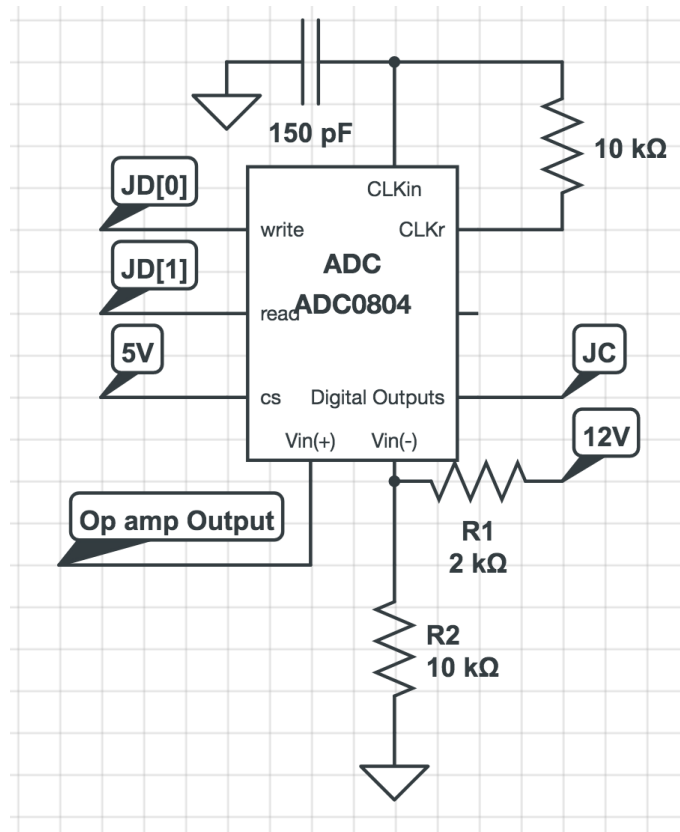 150 pF
10 kΩ
JD[0]
CLKin
write
CLKr
JD[1]
ADC
ADC0804
read
5V
JC
cs
Digital Outputs
12V
Vin(+)
Vin(-)
Op amp Output
R1
2 kΩ
R2
10 kΩ